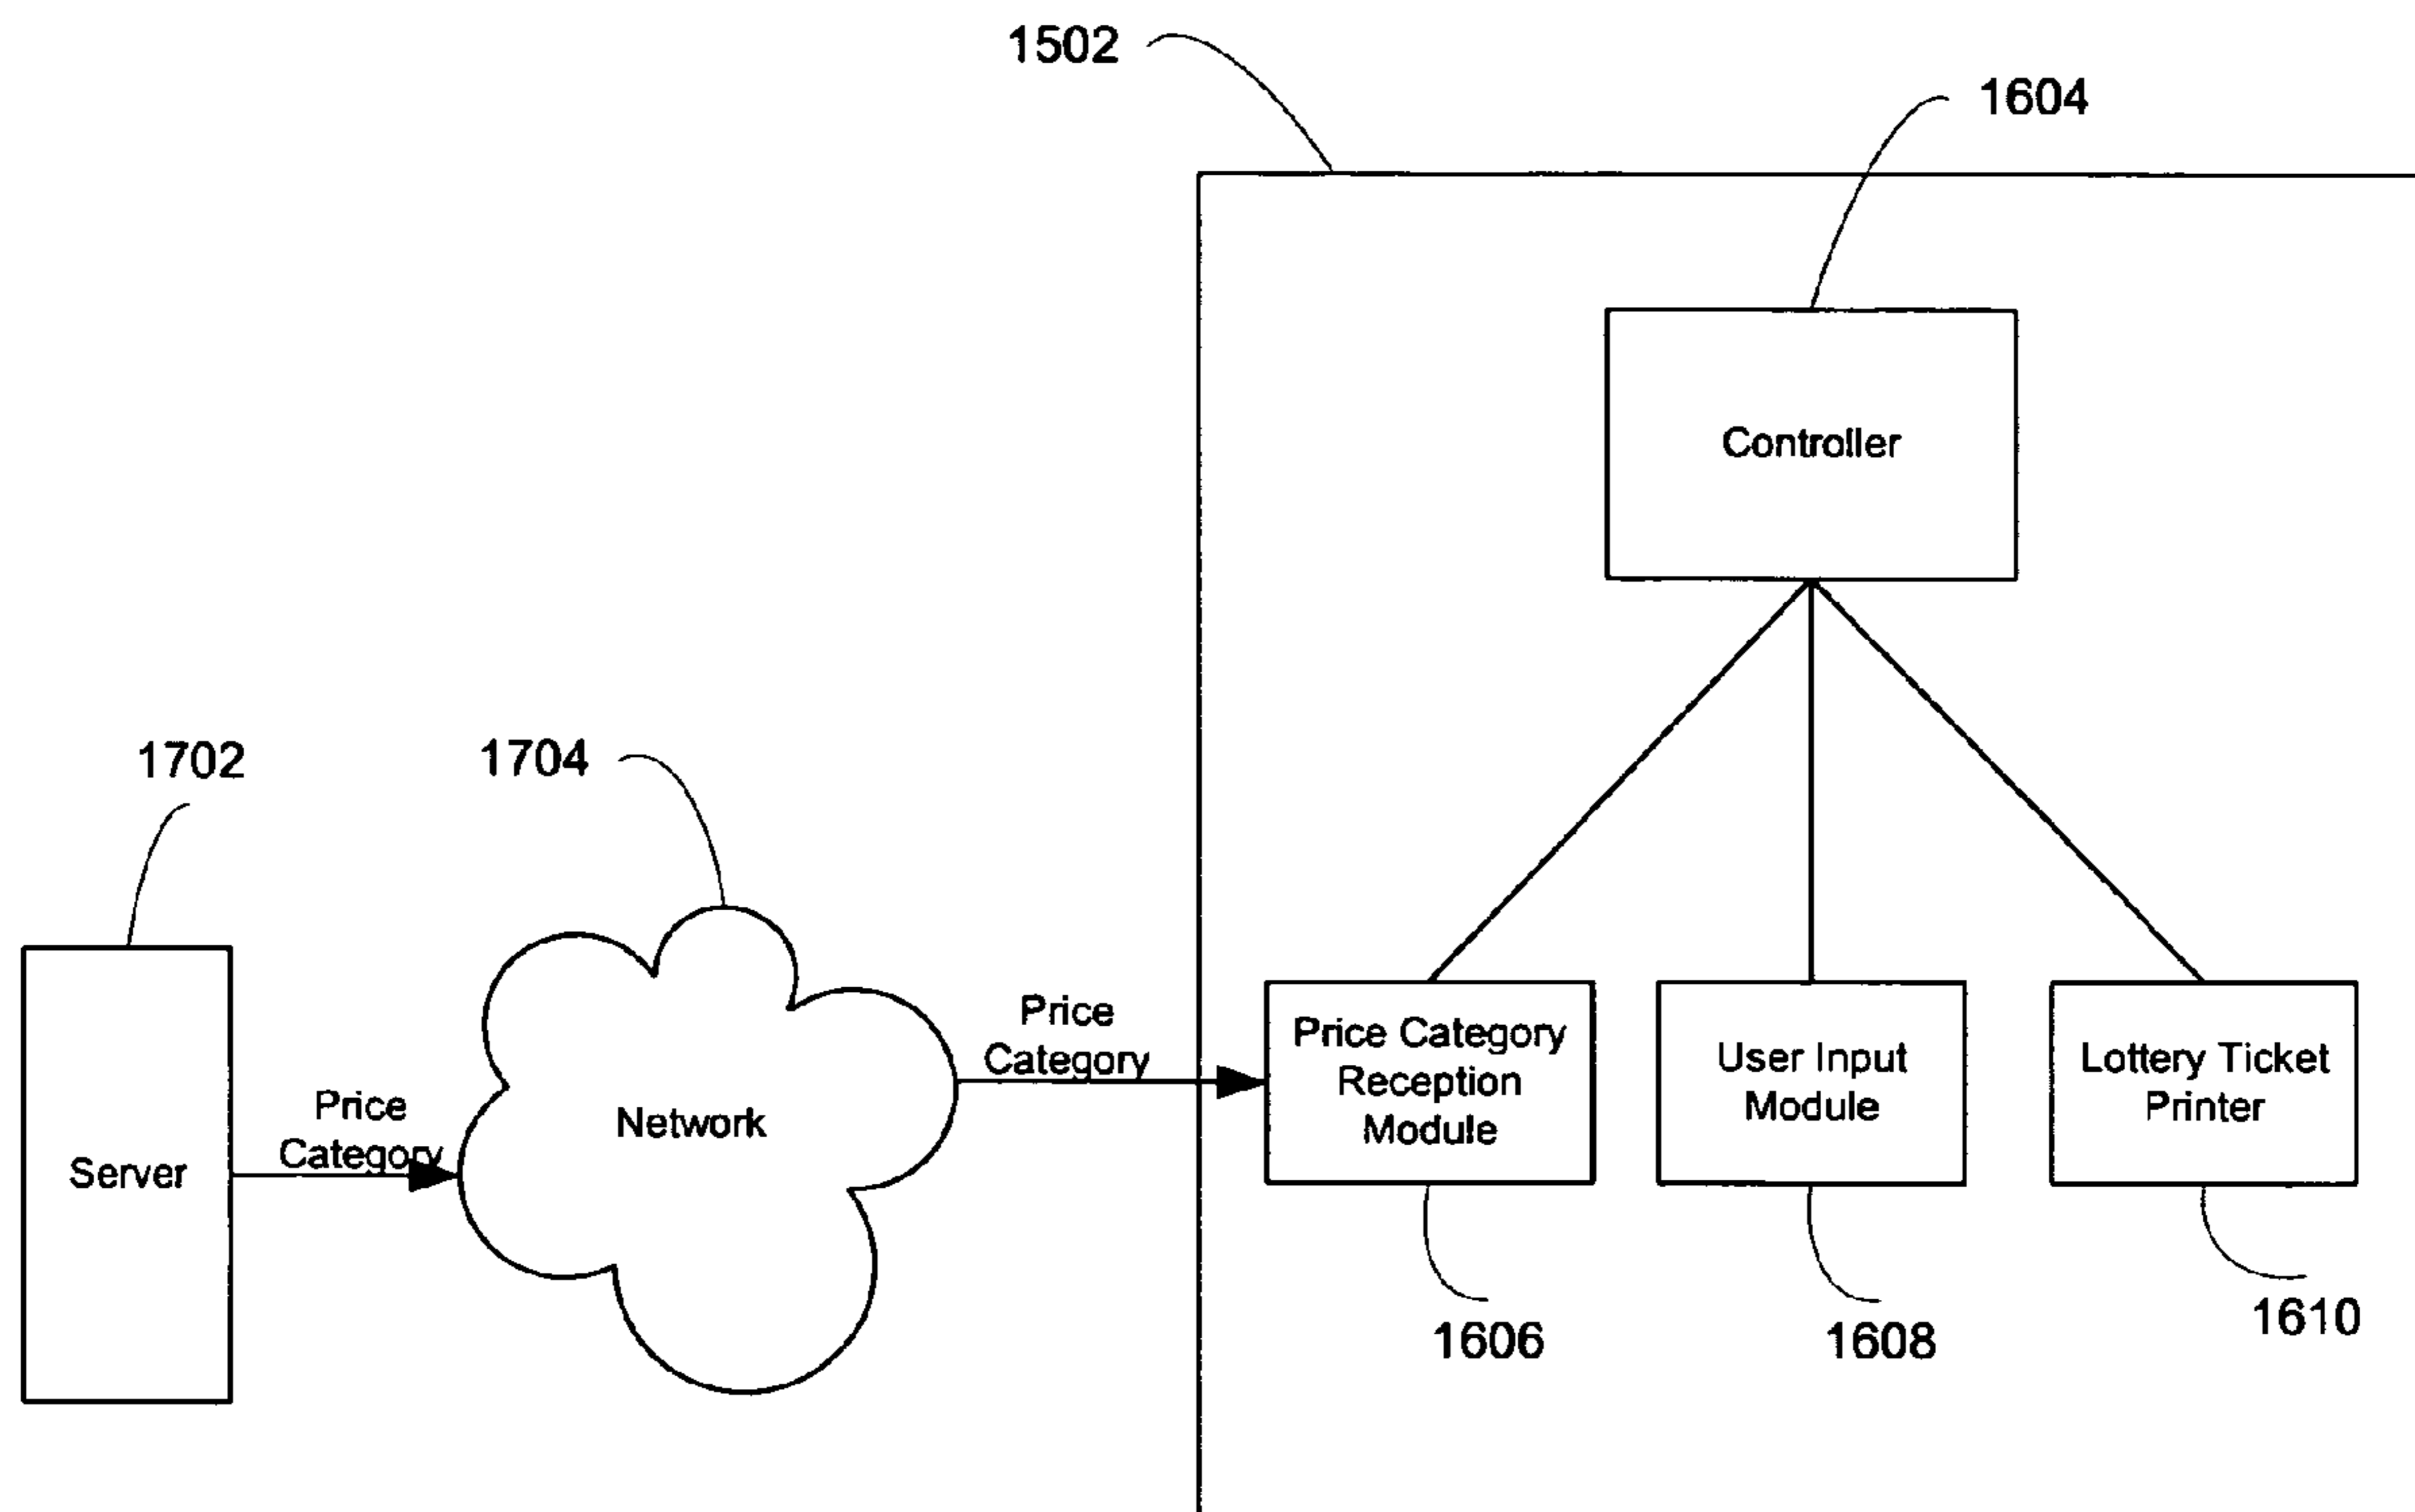 1502
1604
Controller
1702
1704
Price
Category
Price
Category
Server
Network
Price Category
Reception
Module
User Input
Module
Lottery Ticket
Printer
1606
1608
1610